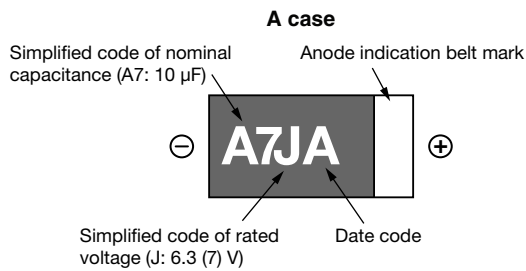 A case
Simplified code of nominal
capacitance (A7: 10 µF)
Anode indication belt mark
⊖
A7JA
⊕
Simplified code of rated
voltage (J: 6.3 (7) V)
Date code